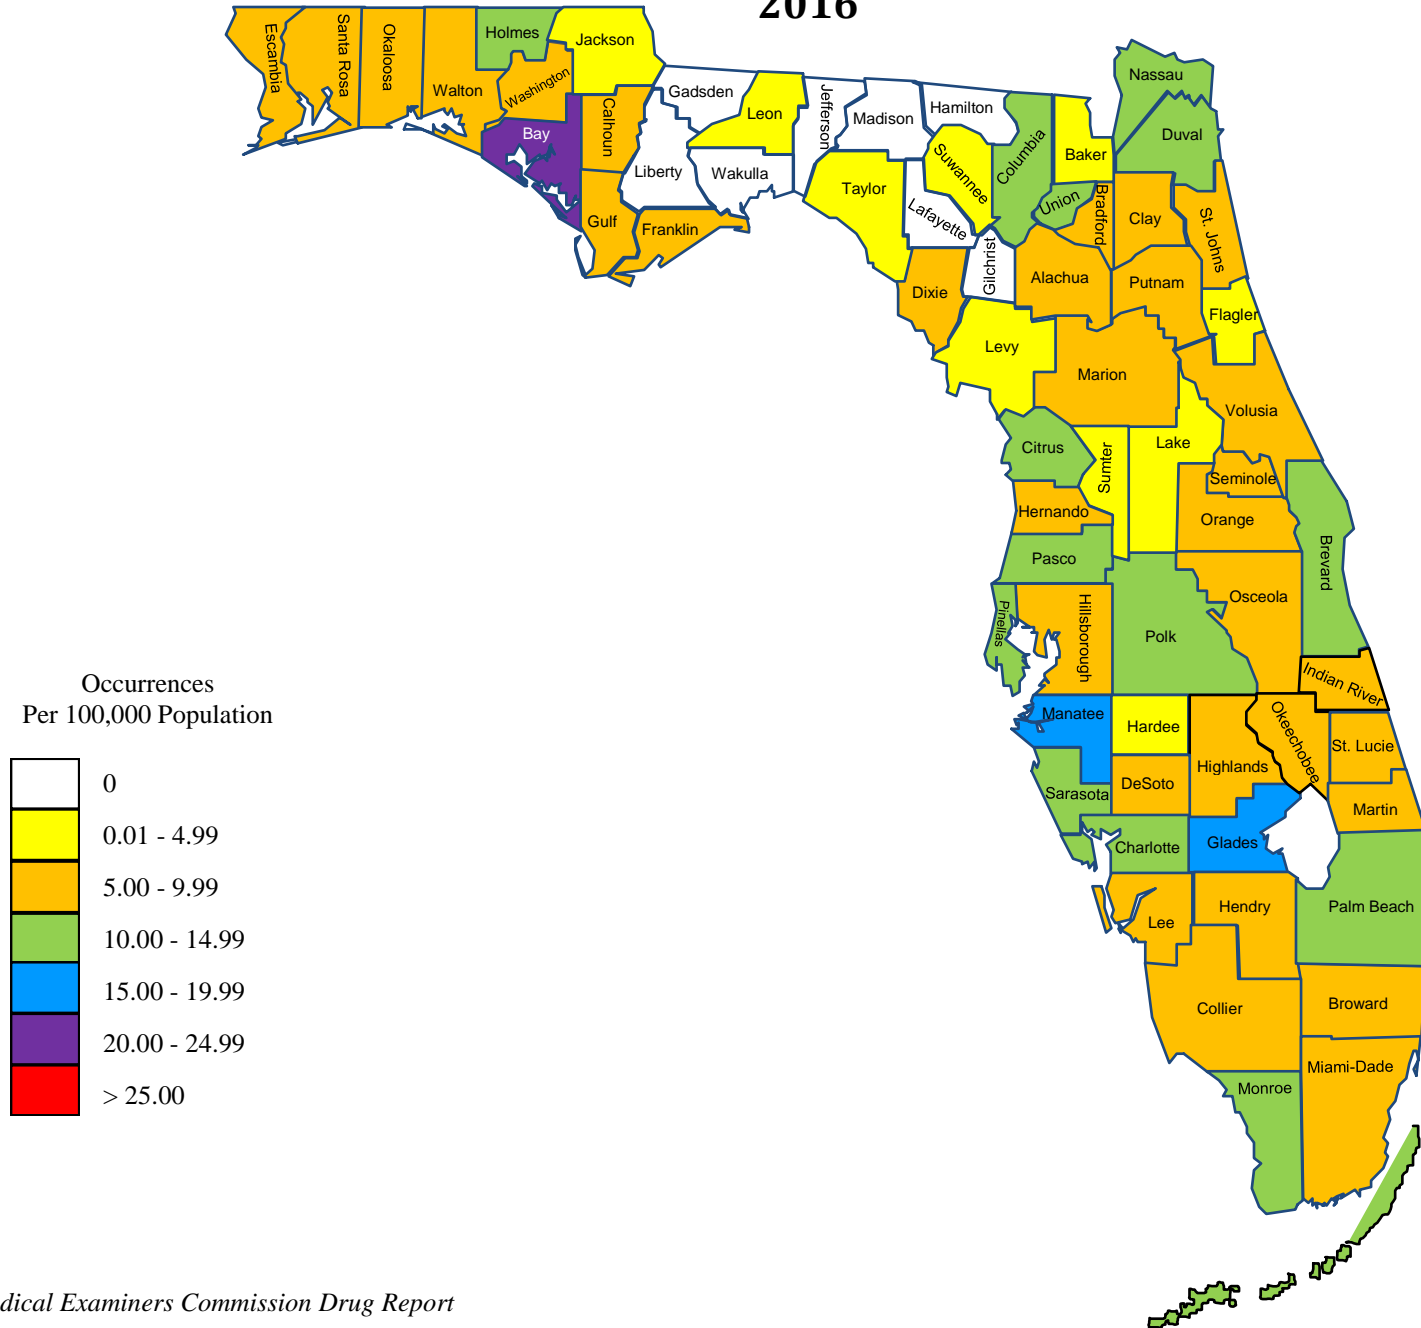 2016
Escambia
Santa Rosa
Okaloosa
Walton
Holmes
Washington
Jackson
Bay
Calhoun
Gulf
Gadsden
Liberty
Franklin
Leon
Wakulla
Jefferson
Madison
Taylor
Hamilton
Suwannee
Lafayette
Dixie
Gilchrist
Columbia
Baker
Union
Bradford
Nassau
Duval
Clay
St. Johns
Alachua
Putnam
Flagler
Levy
Marion
Volusia
Citrus
Sumter
Lake
Seminole
Hernando
Orange
Pasco
Brevard
Pinellas
Hillsborough
Polk
Osceola
Indian River
Manatee
Hardee
Highlands
Okeechobee
St. Lucie
Sarasota
DeSoto
Martin
Charlotte
Glades
Lee
Hendry
Palm Beach
Collier
Broward
Monroe
Miami-Dade
Occurrences
Per 100,000 Population
0
0.01 - 4.99
5.00 - 9.99
10.00 - 14.99
15.00 - 19.99
20.00 - 24.99
> 25.00
dical Examiners Commission Drug Report